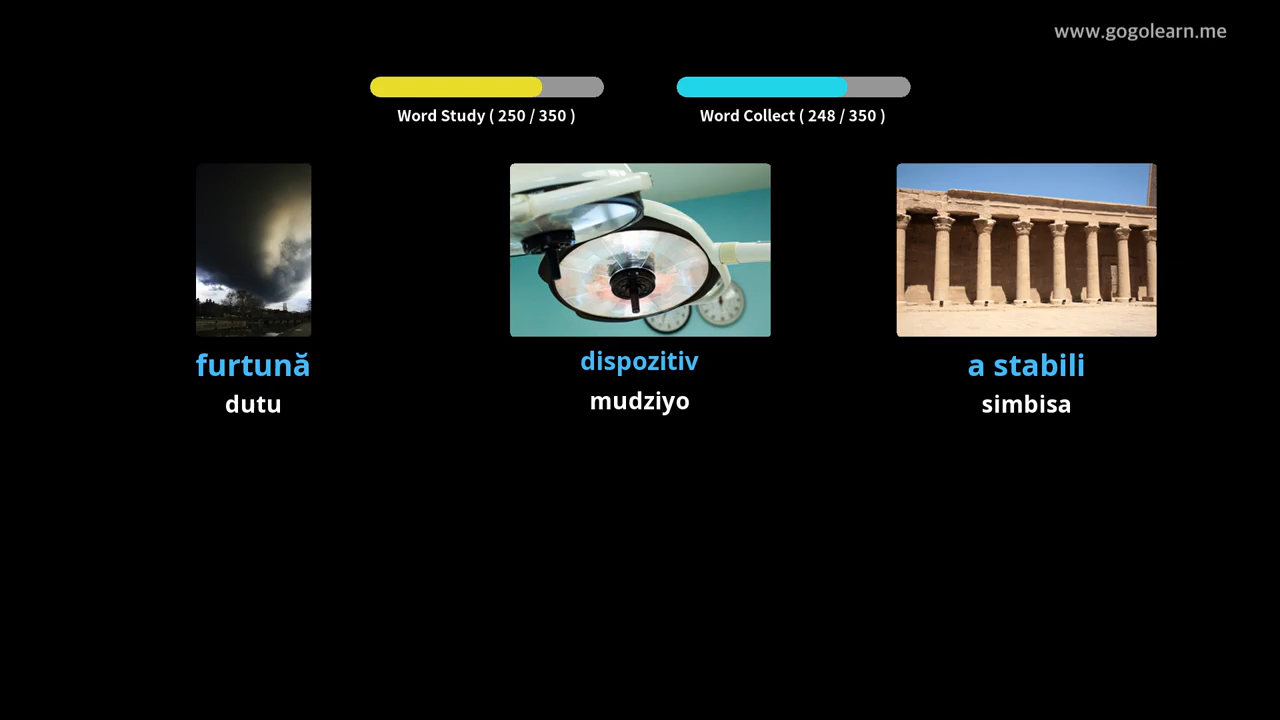 www.gogolearn.me
Word Study ( 250 / 350 )
Word Collect ( 248 / 350 )
furtună
dutu
dispozitiv
mudziyo
a stabili
simbisa